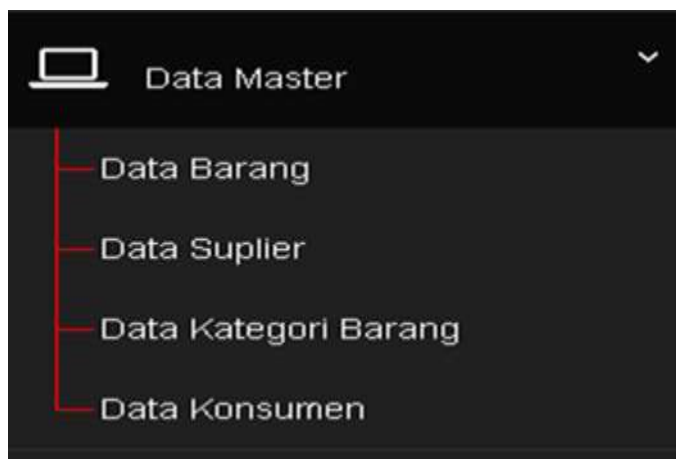 Data Master
Data Barang
Data Suplier
Data Kategori Barang
Data Konsumen